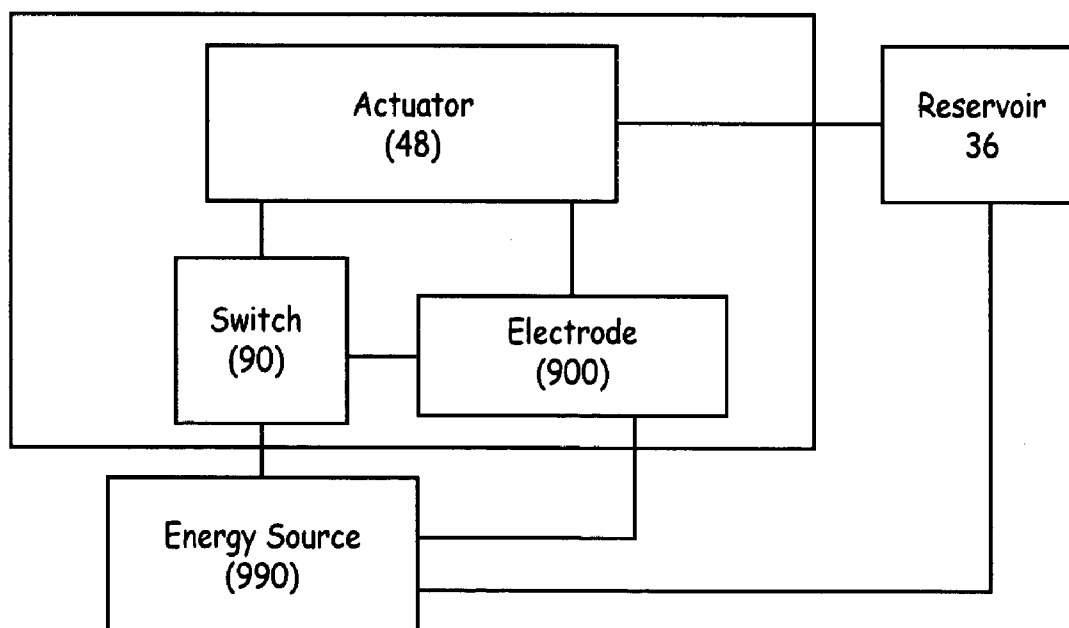 Actuator
(48)
Reservoir
36
Switch
(90)
Electrode
(900)
Energy Source
(990)